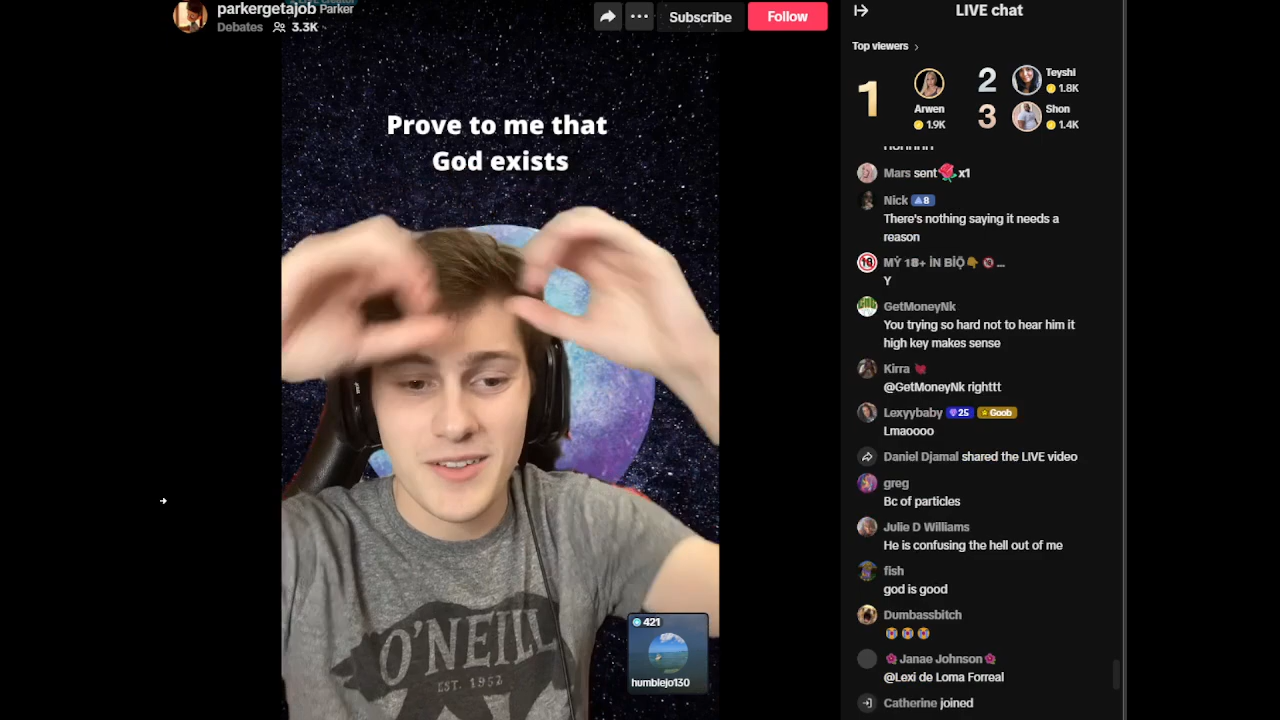 parkergetajob Parker
Debates 3.3K
Subscribe
Follow
Prove to me that
God exists
O'NEILL
EST. 1952
421
humblejo130
LIVE chat
Top viewers
1
Arwen
1.9K
2
Teyshi
1.8K
3
Shon
1.4K
Mars sent x1
Nick 8
There's nothing saying it needs a
reason
Y
GetMoneyNk
You trying so hard not to hear him it
high key makes sense
Kirra
@GetMoneyNk righttt
Lexyybaby 25 Goob
Lmaoooo
Daniel Djamal shared the LIVE video
greg
Bc of particles
Julie D Williams
He is confusing the hell out of me
fish
god is good
Dumbassbitch
Janae Johnson
@Lexi de Loma Forreal
Catherine joined